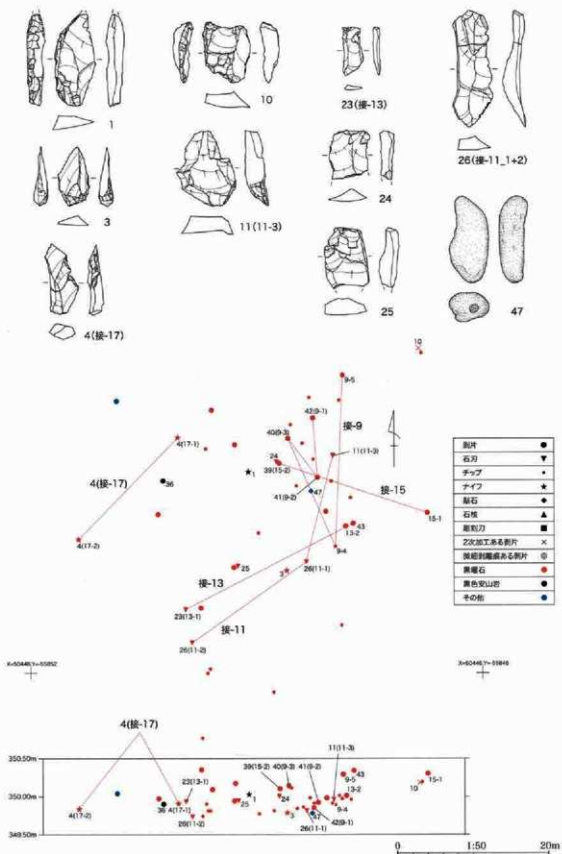 1
10
23(接-13)
26(接-11_1+2)
3
11(11-3)
24
4(接-17)
25
47
10
9-5
42(9-1)
接-9
40(9-3)
4(17-1)
11(11-3)
24
39(15-2)
4(接-17)
36
1
47
接-15
41(9-2)
15-1
43
13-2
4(17-2)
9-4
25
26(11-1)
接-13
3
23(13-1)
接-11
26(11-2)
剥片
石刃
チップ
ナイフ
敲石
石核
彫刻刀
2次加工ある剥片
微細剥離痕ある剥片
黒曜石
黒色安山岩
その他
4(接-17)
350.50m
350.00m
349.50m
11(11-3)
39(15-2)
40(9-3)
41(9-2)
43
15-1
23(13-1)
13-2
10
1
24
36
4(17-1)
25
3
47
9-4
4(17-2)
26(11-2)
26(11-1)
42(9-1)
0
1:50
20m